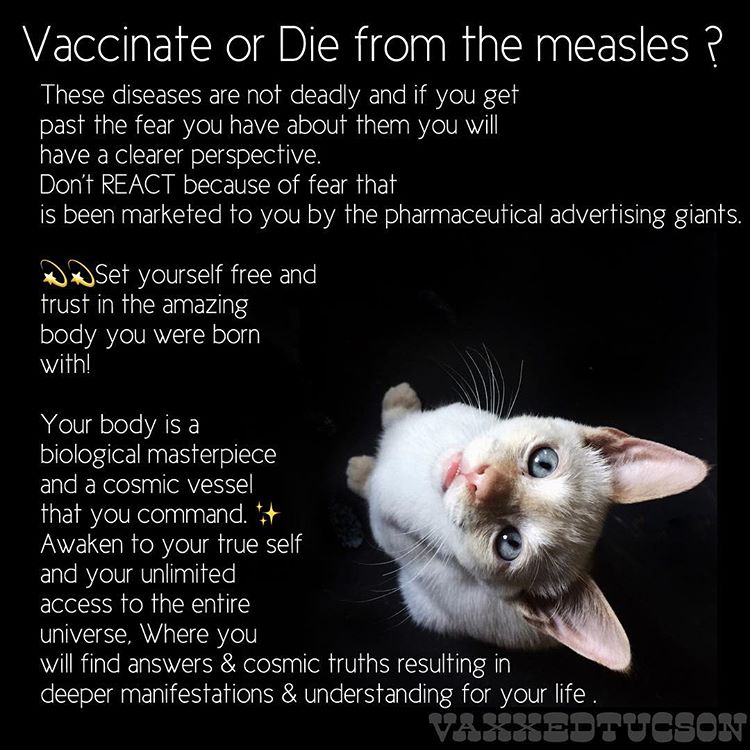 Vaccinate or Die from the measles ?
These diseases are not deadly and if you get
past the fear you have about them you will
have a clearer perspective.
Don't REACT because of fear that
is been marketed to you by the pharmaceutical advertising giants.
💫💫Set yourself free and
trust in the amazing
body you were born
with!
Your body is a
biological masterpiece
and a cosmic vessel
that you command. ✨
Awaken to your true self
and your unlimited
access to the entire
universe, Where you
will find answers & cosmic truths resulting in
deeper manifestations & understanding for your life .
VAXXEDTUCSON